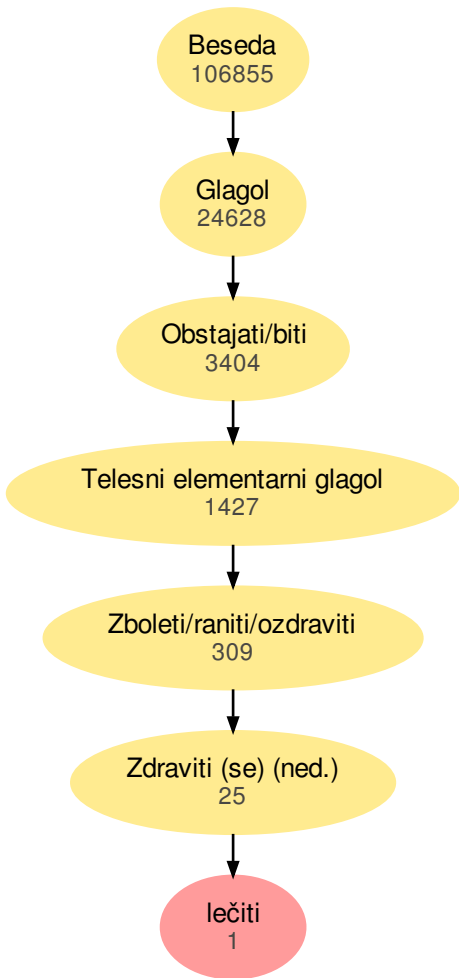 Beseda
106855
Glagol
24628
Obstajati/biti
3404
Telesni elementarni glagol
1427
Zboleti/raniti/ozdraviti
309
Zdraviti (se) (ned.)
25
lečiti
1